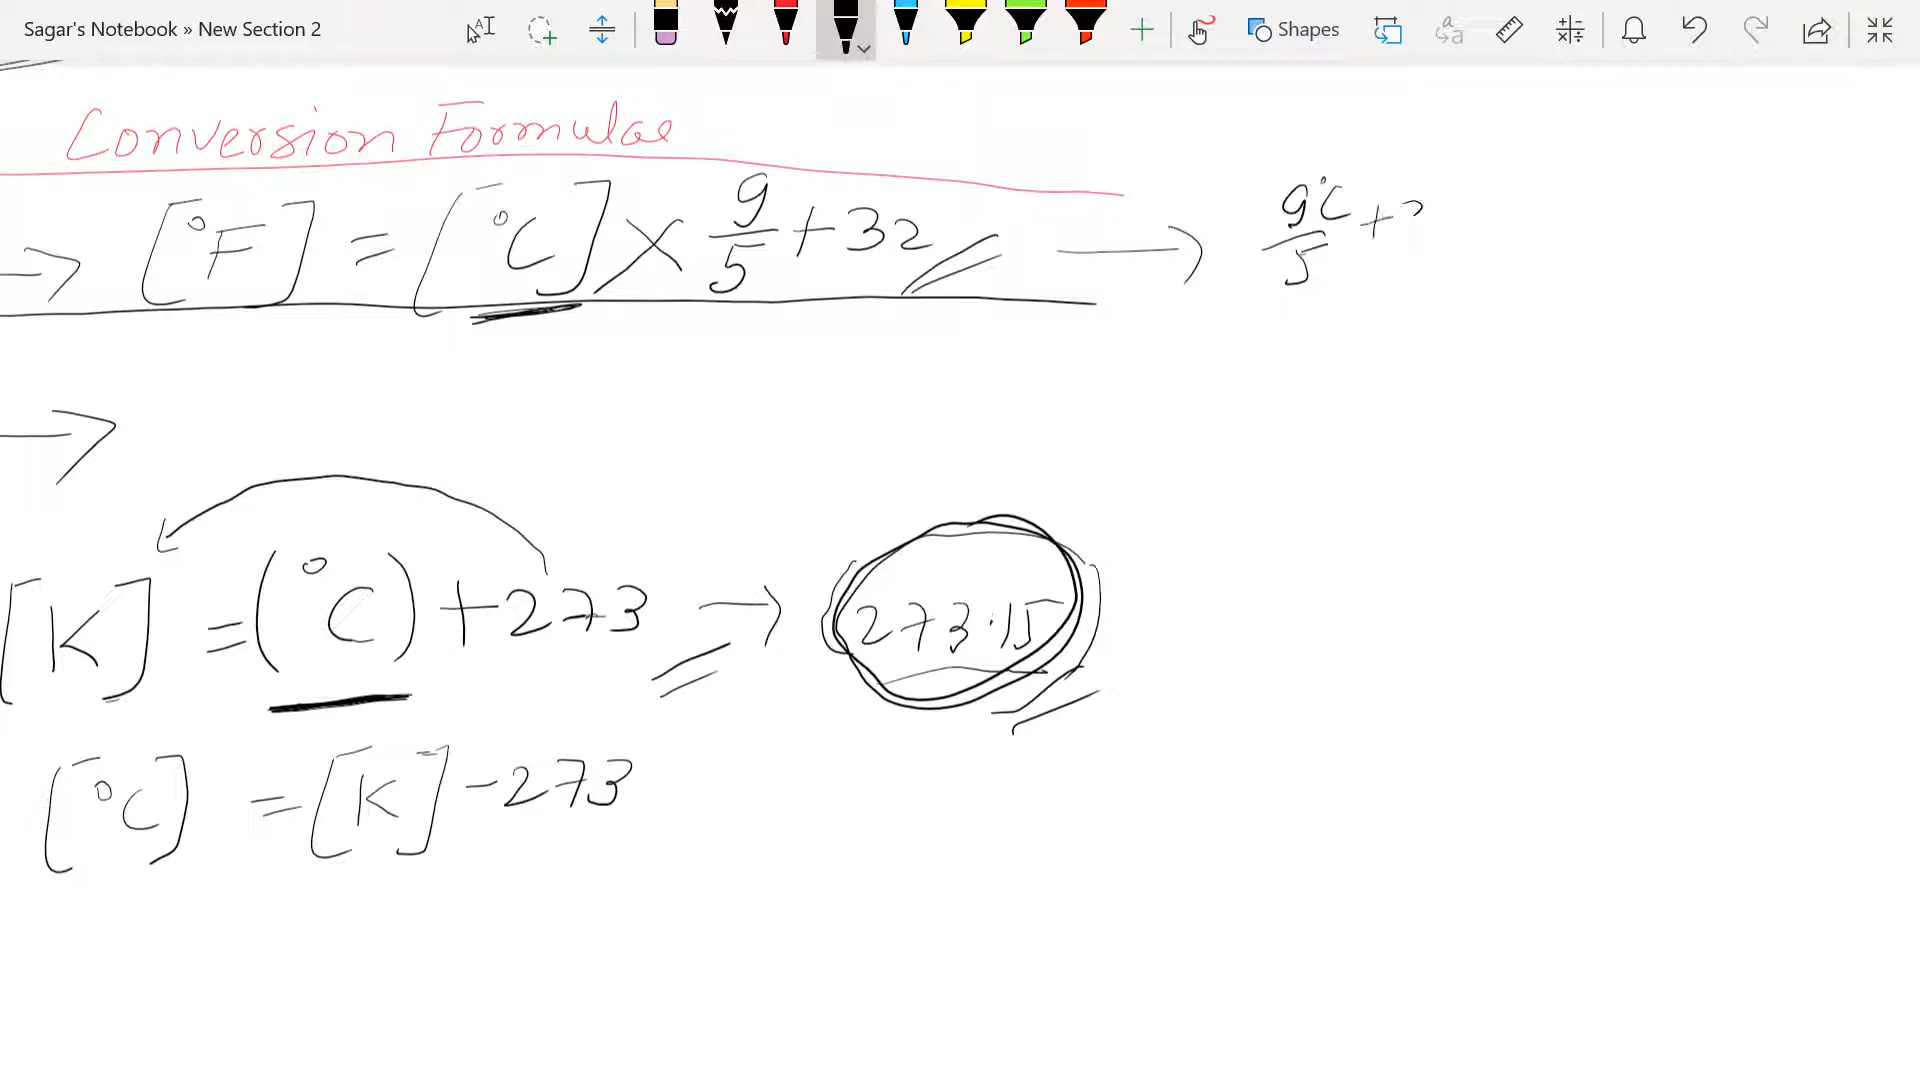 Sagar's Notebook » New Section 2
Shapes
Conversion Formulae
→ [°F] = [°C] × 9/5 + 32 → 9°C/5 +
→
[K] = (°C) + 273 → 273.15
[°C] = [K] - 273